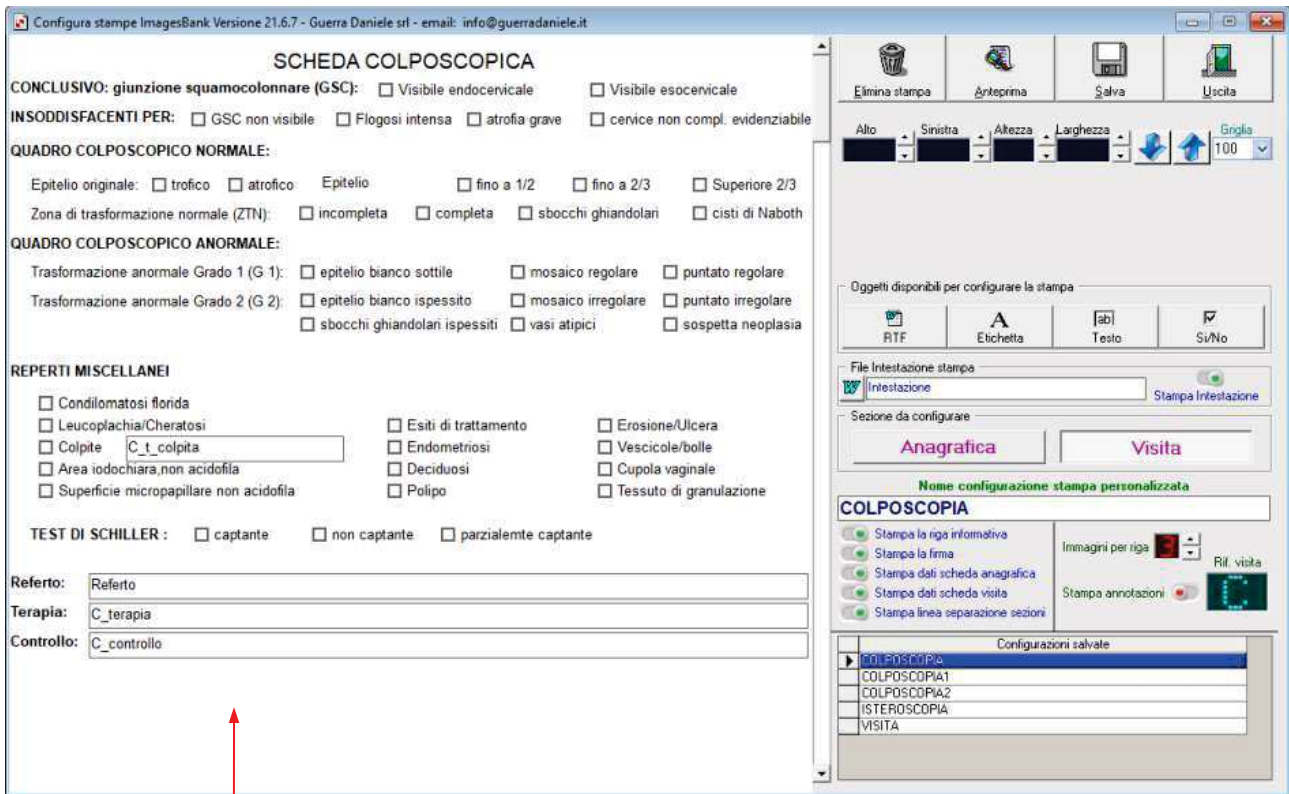 Configura stampe ImagesBank Versione 21.6.7 - Guerra Daniele srl - email: info@guerradaniele.it
SCHEDA COLPOSCOPICA
CONCLUSIVO: giunzione squamocolonnare (GSC): Visibile endocervicale Visibile esocervicale
INSODDISFACENTI PER: GSC non visibile Flogosi intensa atrofia grave cervice non compl. evidenziabile
QUADRO COLPOSCOPICO NORMALE:
Epitelio originale: trofico atrofico Epitelio fino a 1/2 fino a 2/3 Superiore 2/3
Zona di trasformazione normale (ZTN): incompleta completa sbocchi ghiandolari cisti di Naboth
QUADRO COLPOSCOPICO ANORMALE:
Trasformazione anormale Grado 1 (G 1): epitelio bianco sottile mosaico regolare puntato regolare
Trasformazione anormale Grado 2 (G 2): epitelio bianco ispessito mosaico irregolare puntato irregolare
sbocchi ghiandolari ispessiti vasi atipici sospetta neoplasia
REPERTI MISCELLANEI
Condilomatosi florida
Leucoplachia/Cheratosi Esiti di trattamento Erosione/Ulcera
Colpite C_t_colpita Endometriosi Vescicole/bolle
Area iodochiara,non acidofila Deciduosi Cupola vaginale
Superficie micropapillare non acidofila Polipo Tessuto di granulazione
TEST DI SCHILLER : captante non captante parzialemte captante
Referto: Referto
Terapia: C_terapia
Controllo: C_controllo
Elimina stampa Anteprima Salva Uscita
Alto Sinistra Altezza Larghezza Griglia
100
Oggetti disponibili per configurare la stampa
RTF Etichetta Testo Si/No
File Intestazione stampa
Intestazione
Stampa Intestazione
Sezione da configurare
Anagrafica Visita
Nome configurazione stampa personalizzata
COLPOSCOPIA
Stampa la riga informativa
Stampa la firma
Stampa dati scheda anagrafica
Stampa dati scheda visita
Stampa linea separazione sezioni
Immagini per riga 3
Rif. visita
Stampa annotazioni C
Configurazioni salvate
COLPOSCOPIA
COLPOSCOPIA1
COLPOSCOPIA2
ISTEROSCOPIA
VISITA